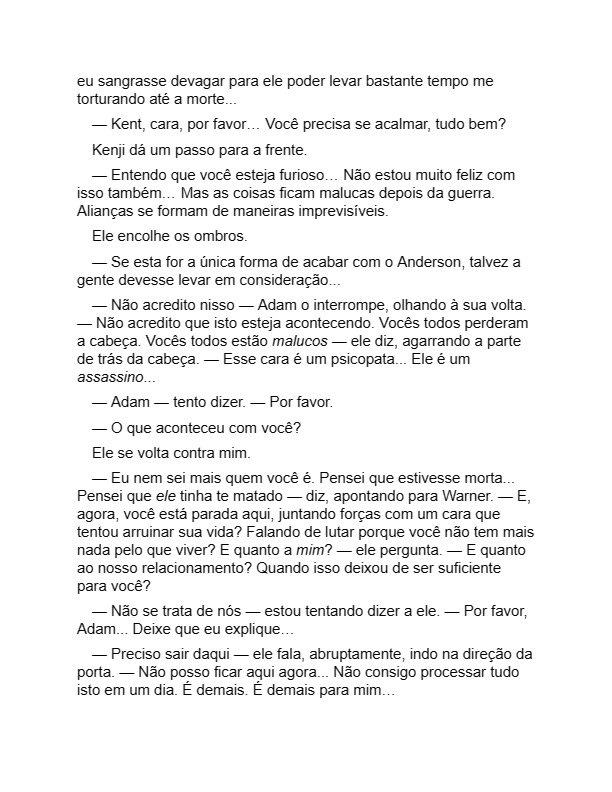 eu sangrasse devagar para ele poder levar bastante tempo me
torturando até a morte...
— Kent, cara, por favor… Você precisa se acalmar, tudo bem?
Kenji dá um passo para a frente.
— Entendo que você esteja furioso… Não estou muito feliz com
isso também… Mas as coisas ficam malucas depois da guerra.
Alianças se formam de maneiras imprevisíveis.
Ele encolhe os ombros.
— Se esta for a única forma de acabar com o Anderson, talvez a
gente devesse levar em consideração...
— Não acredito nisso — Adam o interrompe, olhando à sua volta.
— Não acredito que isto esteja acontecendo. Vocês todos perderam
a cabeça. Vocês todos estão malucos — ele diz, agarrando a parte
de trás da cabeça. — Esse cara é um psicopata... Ele é um
assassino...
— Adam — tento dizer. — Por favor.
— O que aconteceu com você?
Ele se volta contra mim.
— Eu nem sei mais quem você é. Pensei que estivesse morta...
Pensei que ele tinha te matado — diz, apontando para Warner. — E,
agora, você está parada aqui, juntando forças com um cara que
tentou arruinar sua vida? Falando de lutar porque você não tem mais
nada pelo que viver? E quanto a mim? — ele pergunta. — E quanto
ao nosso relacionamento? Quando isso deixou de ser suficiente
para você?
— Não se trata de nós — estou tentando dizer a ele. — Por favor,
Adam... Deixe que eu explique…
— Preciso sair daqui — ele fala, abruptamente, indo na direção da
porta. — Não posso ficar aqui agora... Não consigo processar tudo
isto em um dia. É demais. É demais para mim…